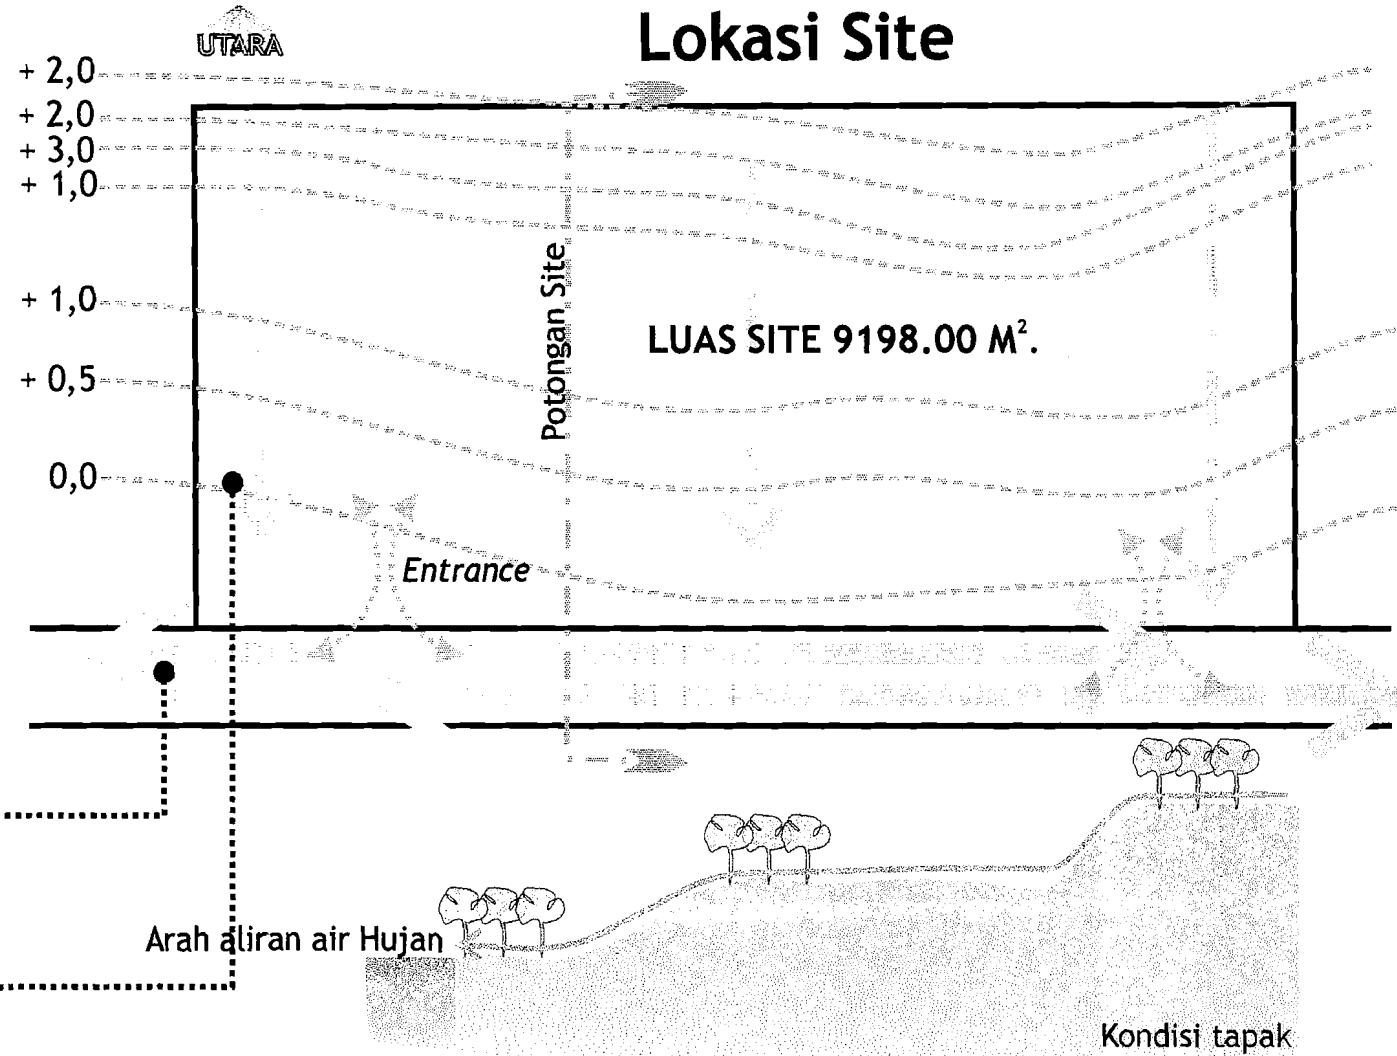 Lokasi Site
UTARA
+ 2,0
+ 2,0
+ 3,0
+ 1,0
+ 1,0
+ 0,5
0,0
Potongan Site
LUAS SITE 9198.00 M².
Entrance
Arah aliran air Hujan
Kondisi tapak